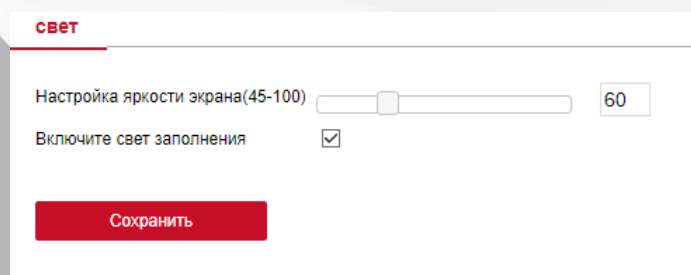 свет
Настройка яркости экрана(45-100) 60
Включите свет заполнения
Сохранить